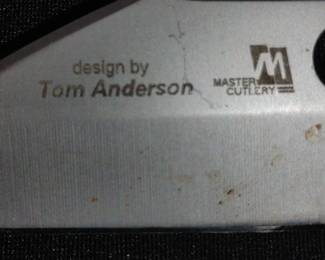 design by
Tom Anderson
M
MASTER
CUTLERY